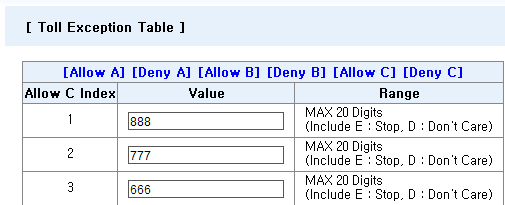 [ Toll Exception Table ]
[Allow A] [Deny A] [Allow B] [Deny B] [Allow C] [Deny C]
Allow C Index Value Range
1 888 MAX 20 Digits
(Include E : Stop, D : Don't Care)
2 777 MAX 20 Digits
(Include E : Stop, D : Don't Care)
3 666 MAX 20 Digits
(Include E : Stop, D : Don't Care)